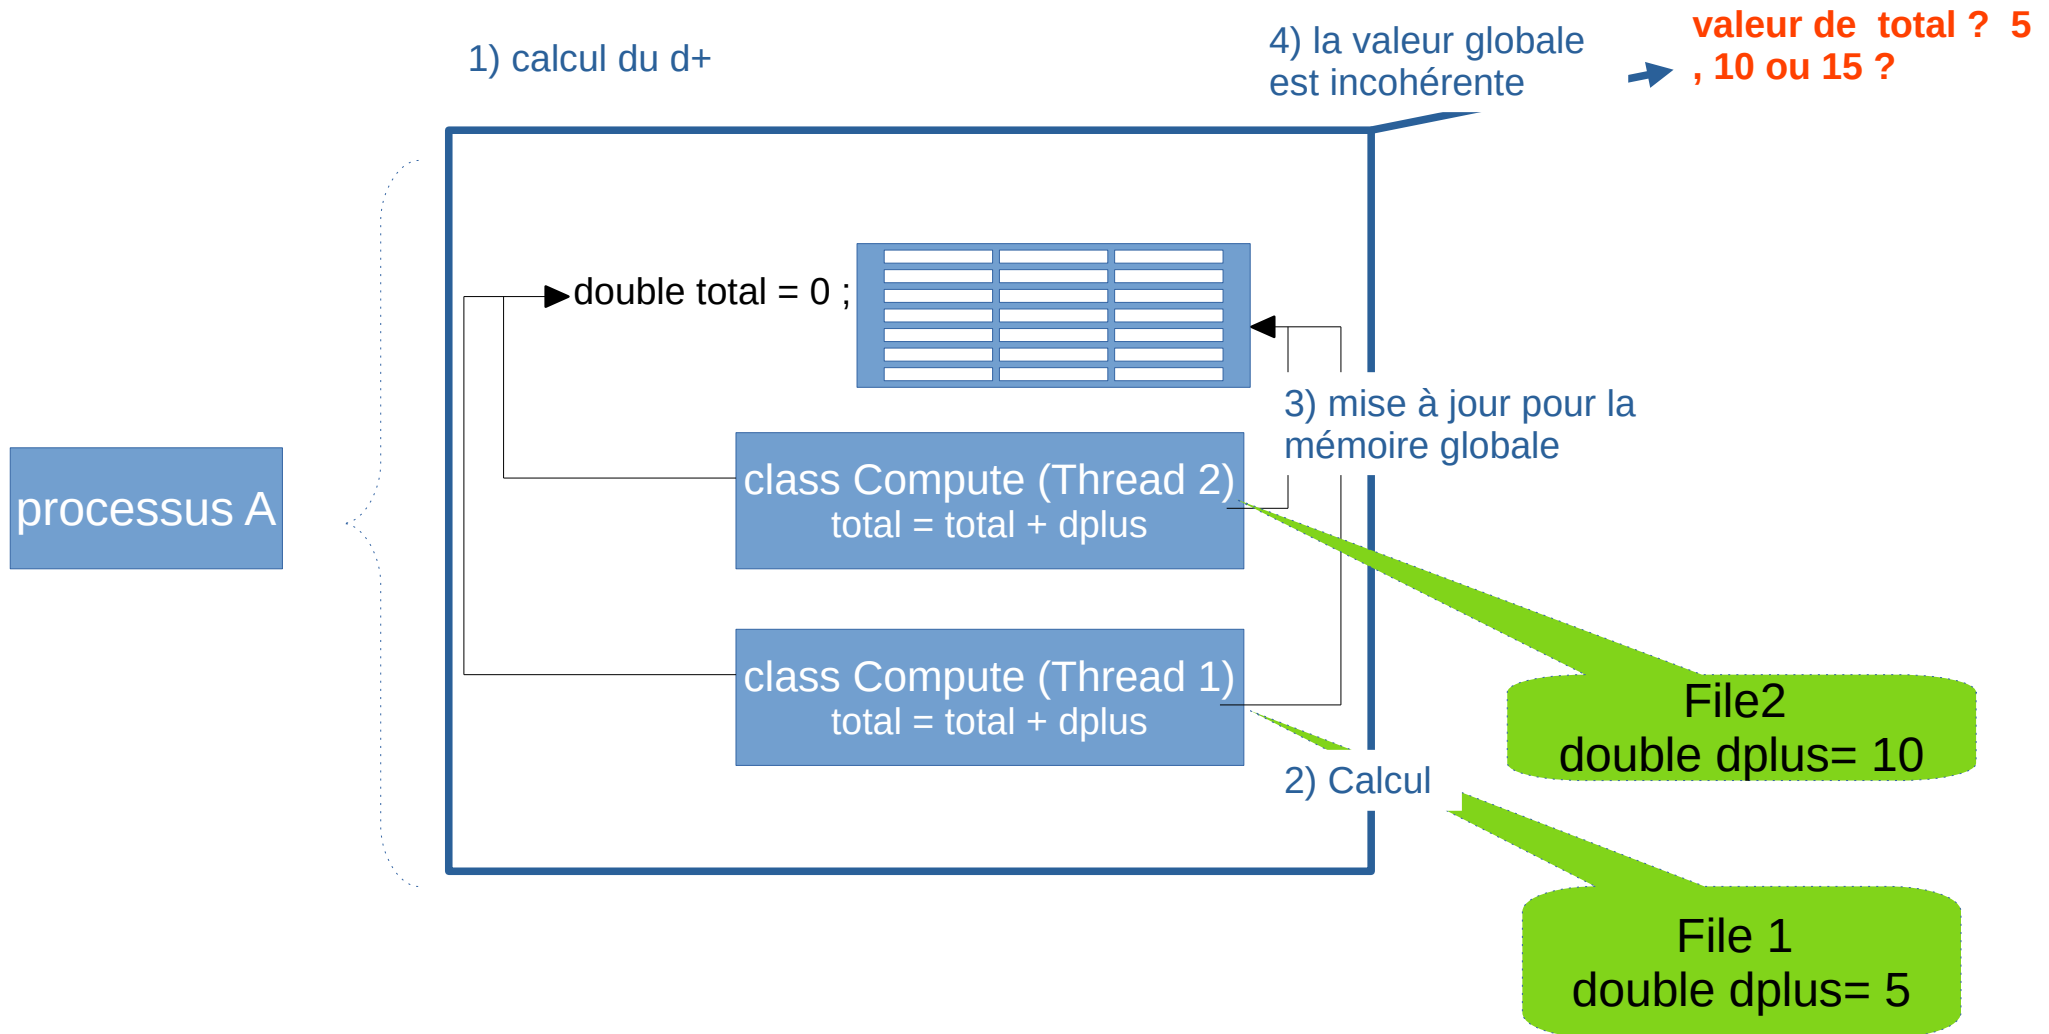 1) calcul du d+
4) la valeur globale
est incohérente
valeur de  total ?  5
, 10 ou 15 ?
double total = 0 ;
3) mise à jour pour la
mémoire globale
processus A
class Compute (Thread 2)
total = total + dplus
class Compute (Thread 1)
total = total + dplus
File2
double dplus= 10
2) Calcul
File 1
double dplus= 5